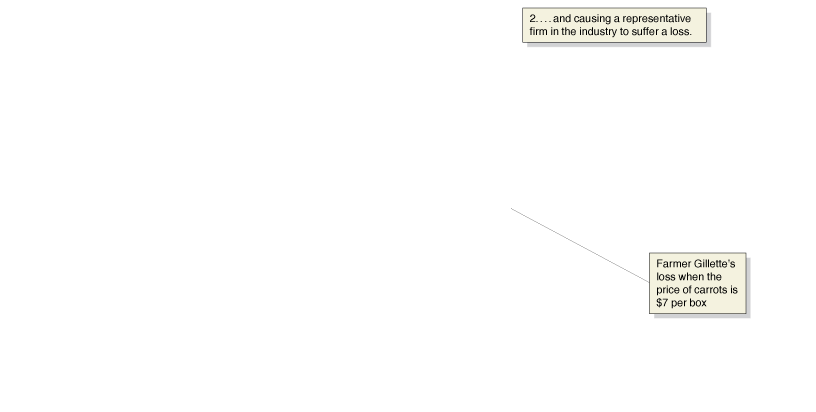 2. . . . and causing a representative
firm in the industry to suffer a loss.
Farmer Gillette's
loss when the
price of carrots is
$7 per box